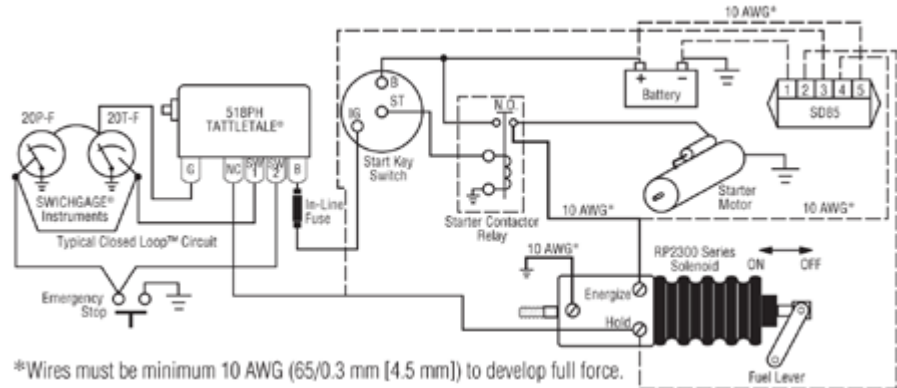 10 AWG*
518PH
TATTLETALE®
20P-F
20T-F
G
NC
SW
1
SW
2
B
SWICHGAGE®
Instruments
Typical Closed Loop™ Circuit
In-Line
Fuse
Emergency
Stop
B
ST
IG
Start Key
Switch
N.O.
Starter Contactor
Relay
+
−
Battery
1 2 3 4 5
SD85
Starter
Motor
10 AWG*
10 AWG*
10 AWG*
RP2300 Series
Solenoid
ON
OFF
Energize
Hold
Fuel Lever
*Wires must be minimum 10 AWG (65/0.3 mm [4.5 mm]) to develop full force.